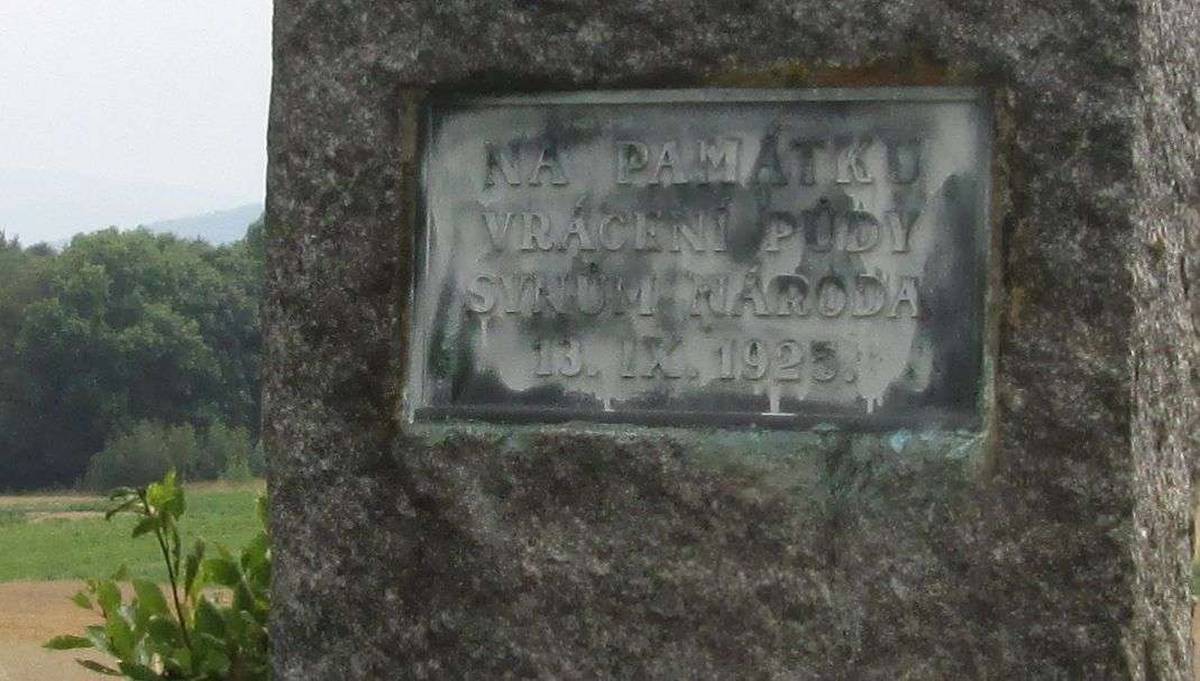 NA PAMÁTKU
VRÁCENÍ PŮDY
SYNŮM NÁRODA
13. IX. 1925.